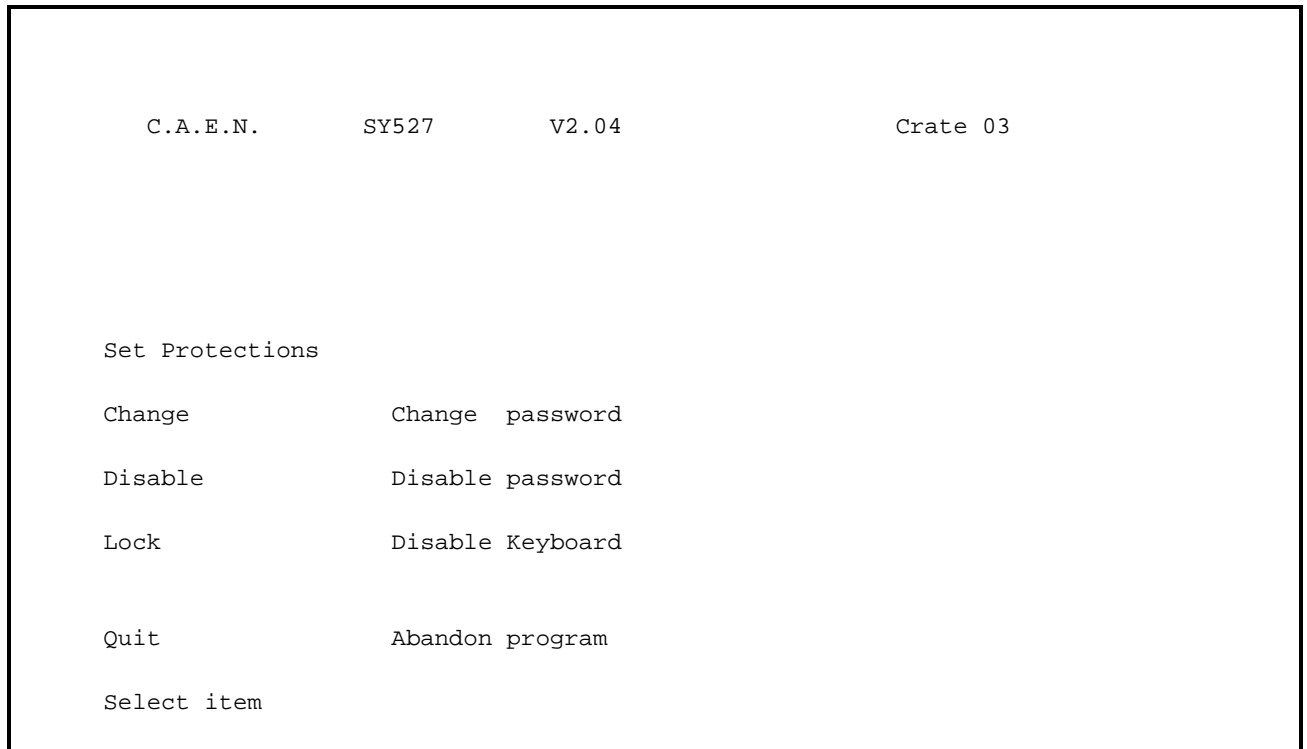 C.A.E.N. SY527 V2.04 Crate 03
Set Protections
Change Change password
Disable Disable password
Lock Disable Keyboard
Quit Abandon program
Select item